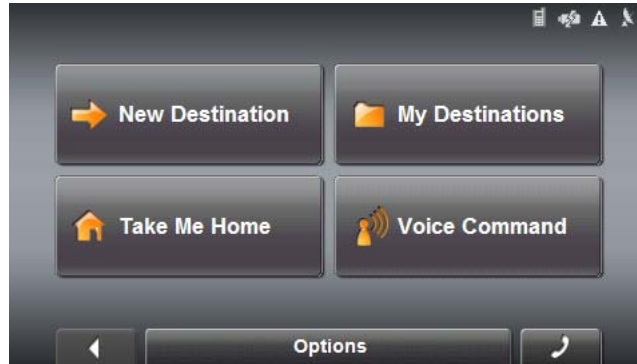 New Destination
My Destinations
Take Me Home
Voice Command
Options